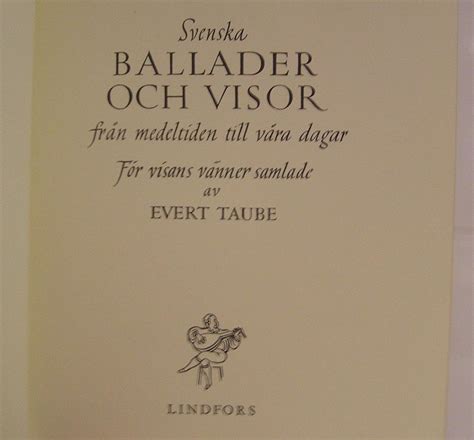 Svenska
BALLADER
OCH VISOR
från medeltiden till våra dagar
För visans vänner samlade
av
EVERT TAUBE
LINDFORS